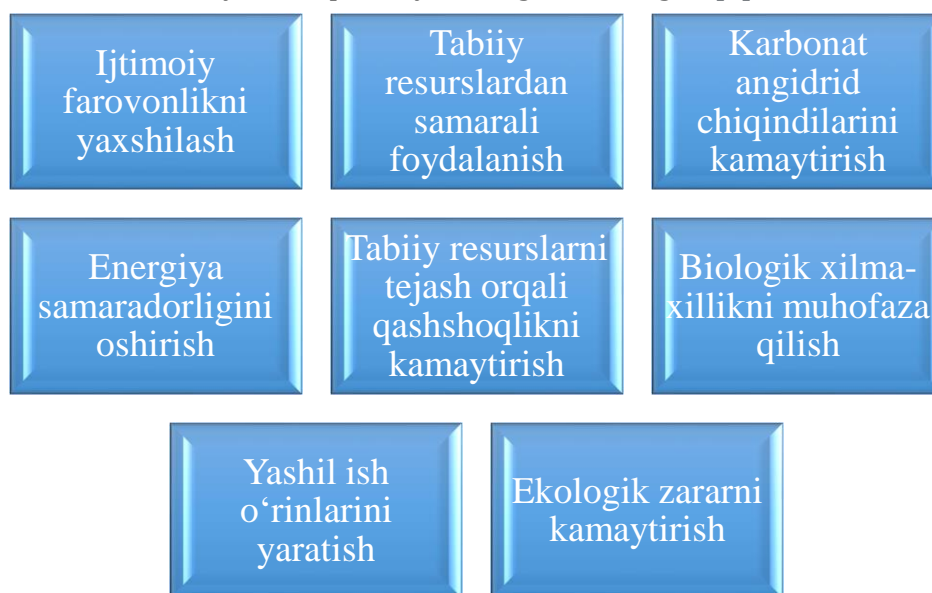 Ijtimoiy
farovonlikni
yaxshilash
Tabiiy
resurslardan
samarali
foydalanish
Karbonat
angidrid
chiqindilarini
kamaytirish
Energiya
samaradorligini
oshirish
Tabiiy resurslarni
tejash orqali
qashshoqlikni
kamaytirish
Biologik xilma-
xillikni muhofaza
qilish
Yashil ish
o‘rinlarini
yaratish
Ekologik zararni
kamaytirish